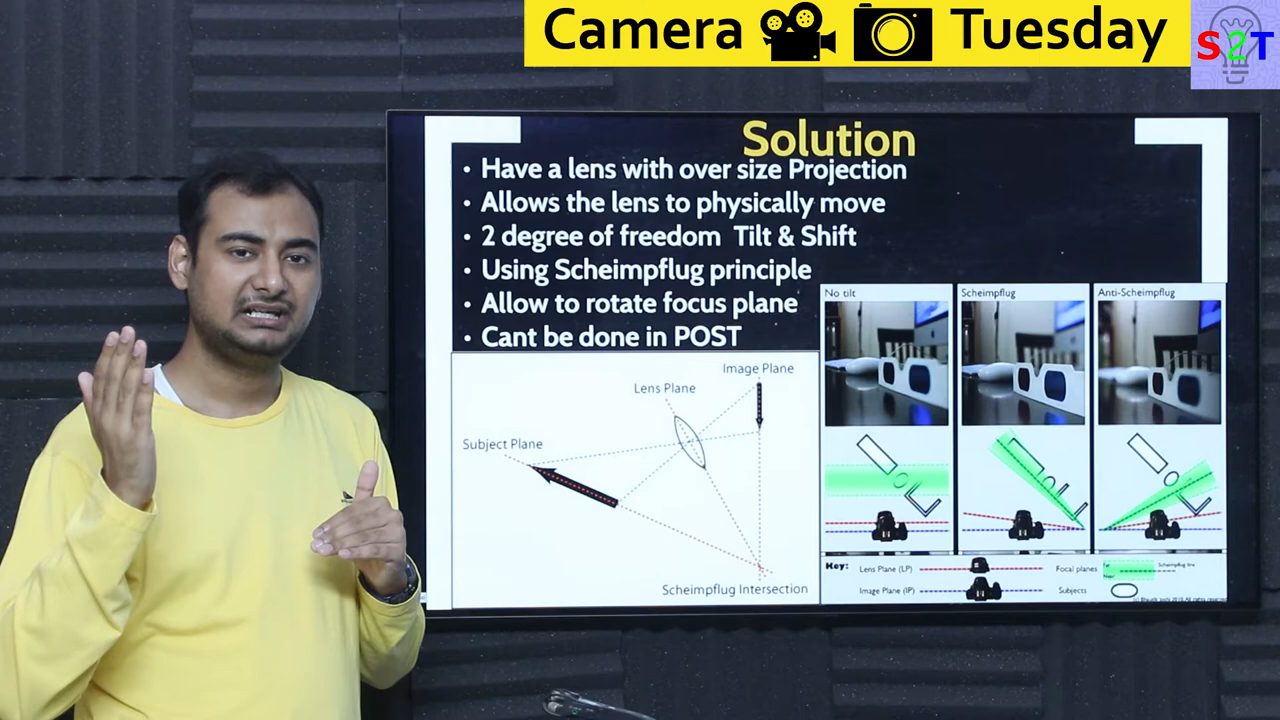 Camera Tuesday
S2T
Solution
• Have a lens with over size Projection
• Allows the lens to physically move
• 2 degree of freedom Tilt & Shift
• Using Scheimpflug principle
• Allow to rotate focus plane
• Cant be done in POST
Image Plane
Lens Plane
Subject Plane
Scheimpflug Intersection
No tilt
Scheimpflug
Anti-Scheimpflug
Key:
Lens Plane (LP)
Focal planes
Scheimpflug line
Image Plane (IP)
Subjects